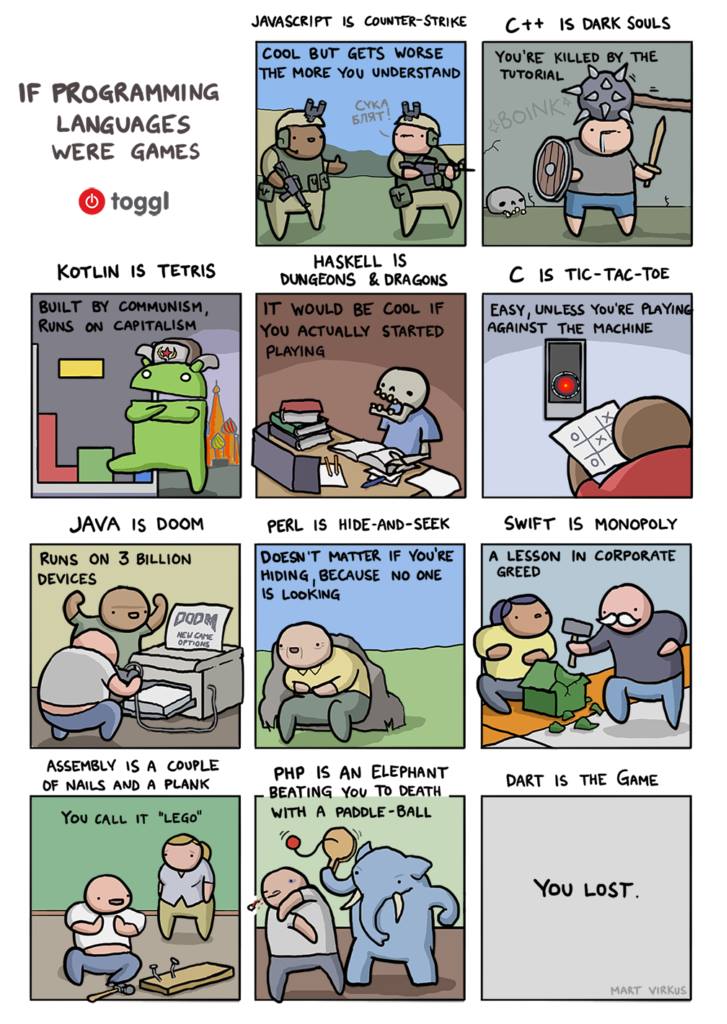 IF PROGRAMMING
LANGUAGES
WERE GAMES
toggl
JAVASCRIPT IS COUNTER-STRIKE
COOL BUT GETS WORSE
THE MORE YOU UNDERSTAND
СУКА
БЛЯТ!
C++ IS DARK SOULS
YOU'RE KILLED BY THE
TUTORIAL
BOINK
KOTLIN IS TETRIS
BUILT BY COMMUNISM,
RUNS ON CAPITALISM
HASKELL IS
DUNGEONS & DRAGONS
IT WOULD BE COOL IF
YOU ACTUALLY STARTED
PLAYING
C IS TIC-TAC-TOE
EASY, UNLESS YOU'RE PLAYING
AGAINST THE MACHINE
O X
X
O O
JAVA IS DOOM
RUNS ON 3 BILLION
DEVICES
DOOM
NEW GAME
OPTIONS
PERL IS HIDE-AND-SEEK
DOESN'T MATTER IF YOU'RE
HIDING, BECAUSE NO ONE
IS LOOKING
SWIFT IS MONOPOLY
A LESSON IN CORPORATE
GREED
ASSEMBLY IS A COUPLE
OF NAILS AND A PLANK
YOU CALL IT "LEGO"
PHP IS AN ELEPHANT
BEATING YOU TO DEATH
WITH A PADDLE-BALL
DART IS THE GAME
YOU LOST.
MART VIRKUS